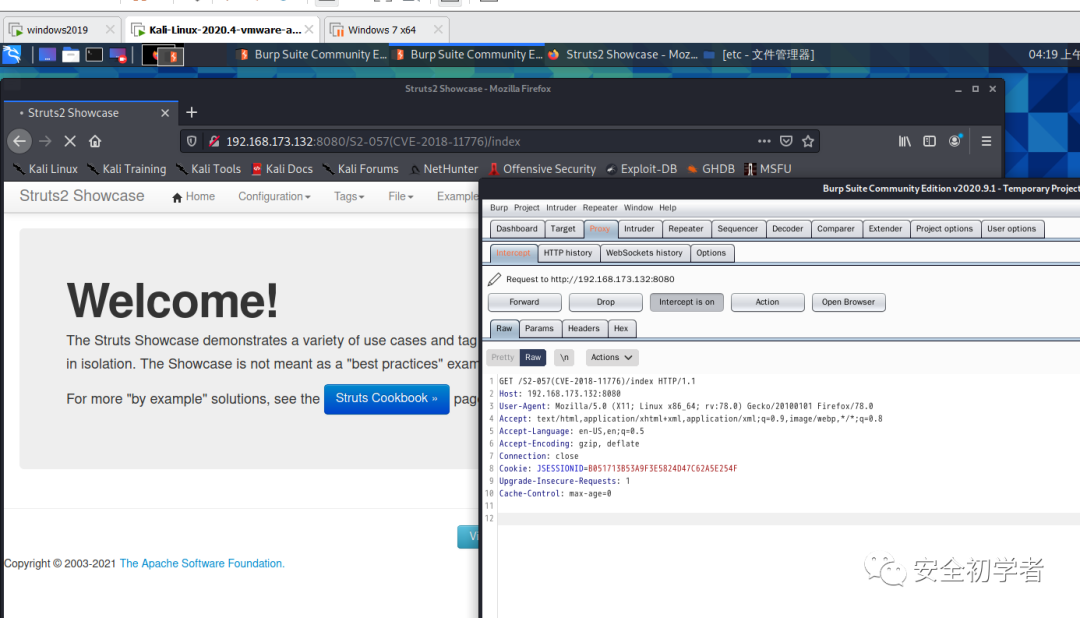 windows2019
Kali-Linux-2020.4-vmware-a...
Windows 7 x64
Burp Suite Community E...
Burp Suite Community E...
Struts2 Showcase - Moz...
[etc - 文件管理器]
04:19 上午
Struts2 Showcase - Mozilla Firefox
• Struts2 Showcase
192.168.173.132:8080/S2-057(CVE-2018-11776)/index
Kali Linux
Kali Training
Kali Tools
Kali Docs
Kali Forums
NetHunter
Offensive Security
Exploit-DB
GHDB
MSFU
Struts2 Showcase
Home
Configuration
Tags
File
Example
Welcome!
The Struts Showcase demonstrates a variety of use cases and tag
in isolation. The Showcase is not meant as a "best practices" exam
For more "by example" solutions, see the Struts Cookbook » page
Vi
Copyright © 2003-2021 The Apache Software Foundation.
Burp Suite Community Edition v2020.9.1 - Temporary Project
Burp Project Intruder Repeater Window Help
Dashboard Target Proxy Intruder Repeater Sequencer Decoder Comparer Extender Project options User options
Intercept HTTP history WebSockets history Options
Request to http://192.168.173.132:8080
Forward Drop Intercept is on Action Open Browser
Raw Params Headers Hex
Pretty Raw \n Actions
1 GET /S2-057(CVE-2018-11776)/index HTTP/1.1
2 Host: 192.168.173.132:8080
3 User-Agent: Mozilla/5.0 (X11; Linux x86_64; rv:78.0) Gecko/20100101 Firefox/78.0
4 Accept: text/html,application/xhtml+xml,application/xml;q=0.9,image/webp,*/*;q=0.8
5 Accept-Language: en-US,en;q=0.5
6 Accept-Encoding: gzip, deflate
7 Connection: close
8 Cookie: JSESSIONID=B051713B53A9F3E5824D47C62A5E254F
9 Upgrade-Insecure-Requests: 1
10 Cache-Control: max-age=0
11
12
安全初学者